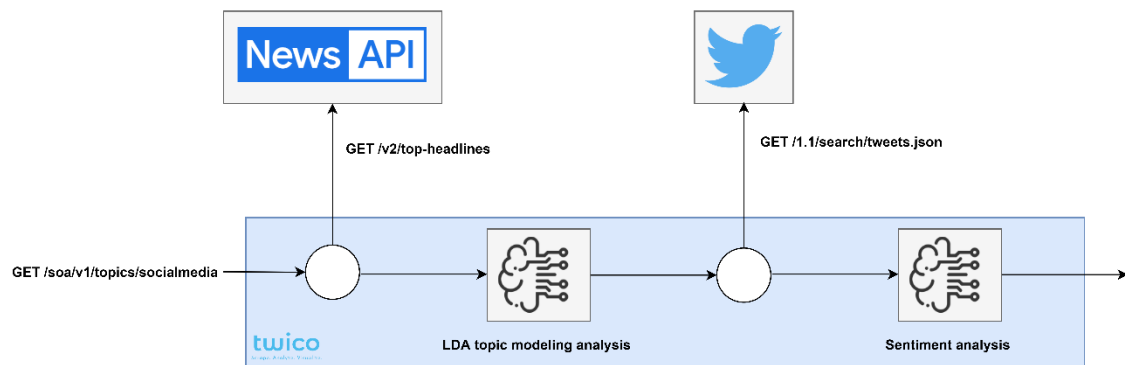 News API
GET /v2/top-headlines
GET /1.1/search/tweets.json
GET /soa/v1/topics/socialmedia
LDA topic modeling analysis
Sentiment analysis
twico